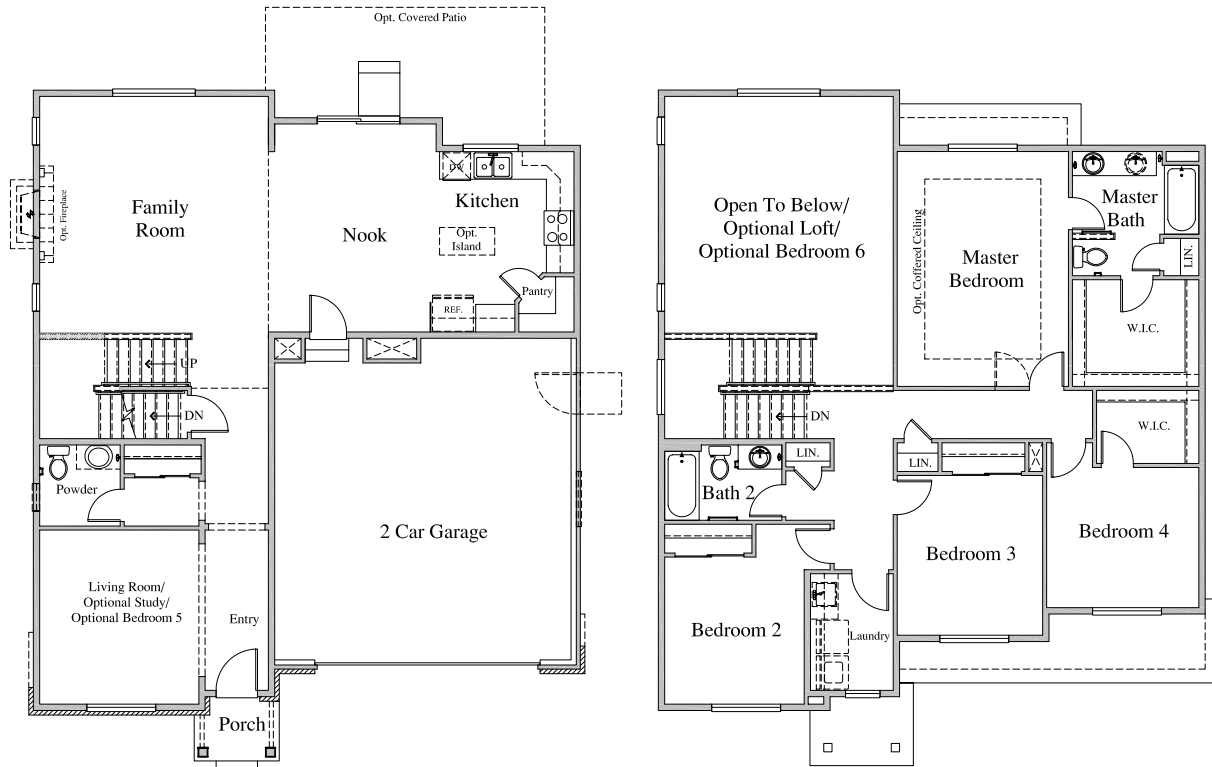 Opt. Covered Patio
Family
Room
Opt. Fireplace
Nook
Kitchen
DW
Opt.
Island
Pantry
REF.
UP
DN
Powder
2 Car Garage
Living Room/
Optional Study/
Optional Bedroom 5
Entry
Porch
Open To Below/
Optional Loft/
Optional Bedroom 6
Opt. Coffered Ceiling
Master
Bedroom
Master
Bath
LIN.
W.I.C.
DN
W.I.C.
LIN.
LIN.
Bath 2
Bedroom 4
Bedroom 3
Bedroom 2
Laundry